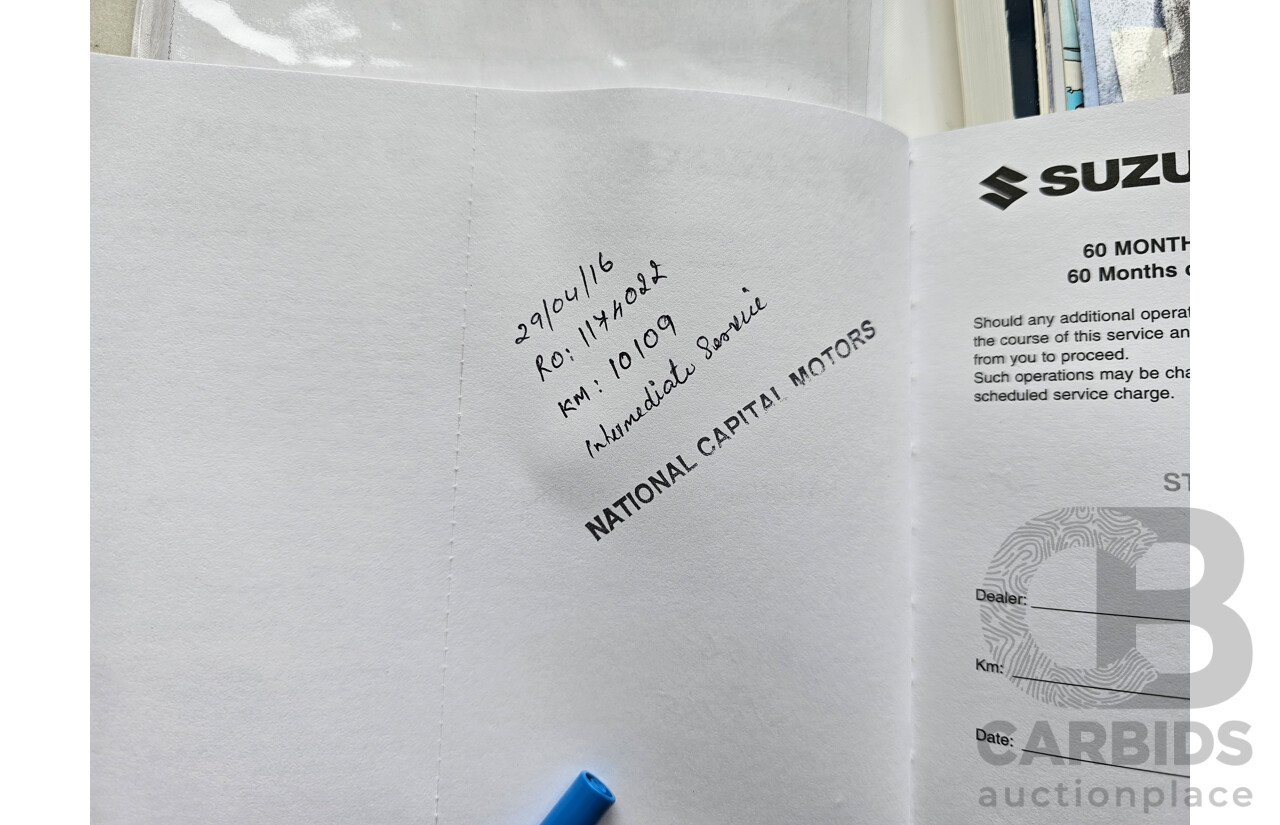 29/04/16
RO: 1174022
KM: 10109
Intermediate Service
NATIONAL CAPITAL MOTORS
SUZU
60 MONTH
60 Months
Should any additional operat
the course of this service an
from you to proceed.
Such operations may be cha
scheduled service charge.
ST
Dealer:
Km:
Date:
CB
CARBIDS
auctionplace